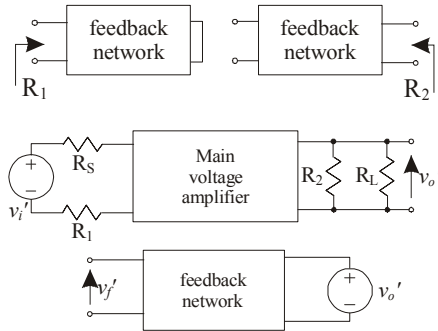 feedback network
feedback network
R1
R2
RS
+
−
vi'
R1
Main voltage amplifier
R2
RL
vo
vf'
feedback network
+
−
vo'